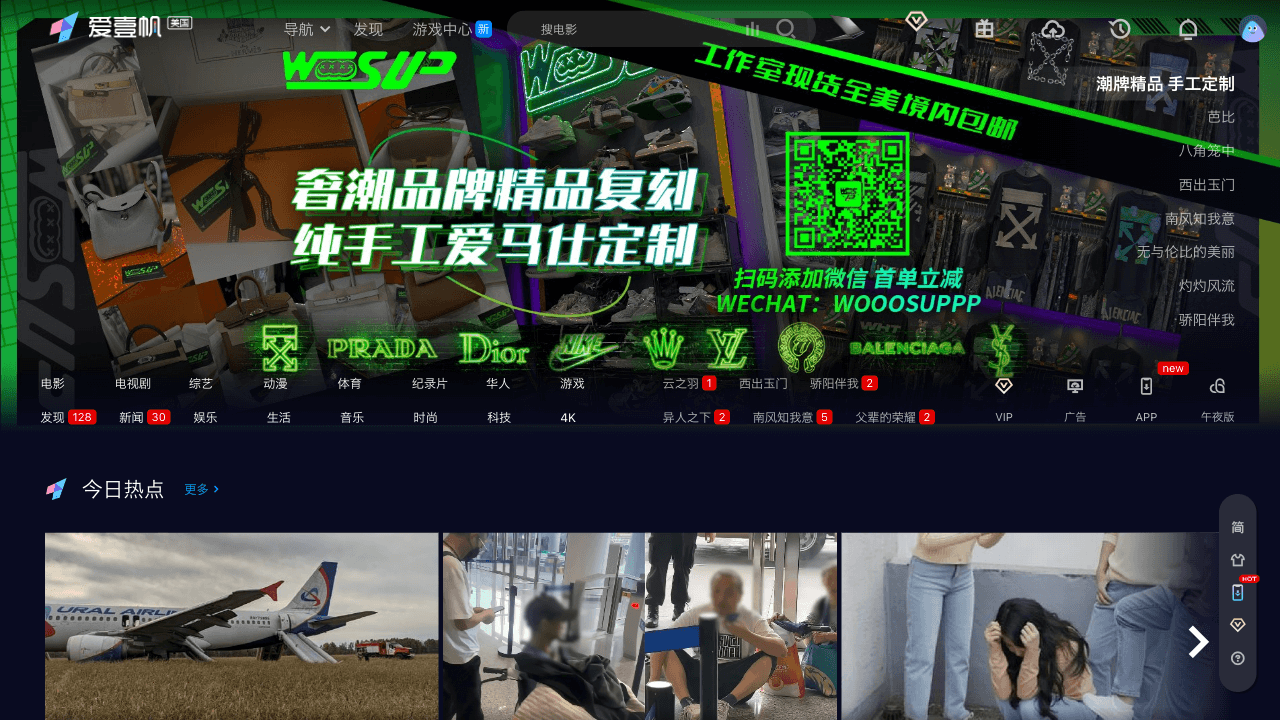 爱壹帆 美国
导航 发现 游戏中心 新 搜电影
WOSUP
工作室现货全美境内包邮
潮牌精品 手工定制
芭比
八角笼中
西出玉门
南风知我意
无与伦比的美丽
灼灼风流
骄阳伴我
奢潮品牌精品复刻
纯手工爱马仕定制
扫码添加微信 首单立减
WECHAT：WOOOSUPPP
PRADA Dior NIKE LV BALENCIAGA
电影 电视剧 综艺 动漫 体育 纪录片 华人 游戏 云之羽 1 西出玉门 骄阳伴我 2 new
发现 128 新闻 30 娱乐 生活 音乐 时尚 科技 4K 异人之下 2 南风知我意 5 父辈的荣耀 2 VIP 广告 APP 午夜版
今日热点 更多
简
HOT
URAL AIRLINES